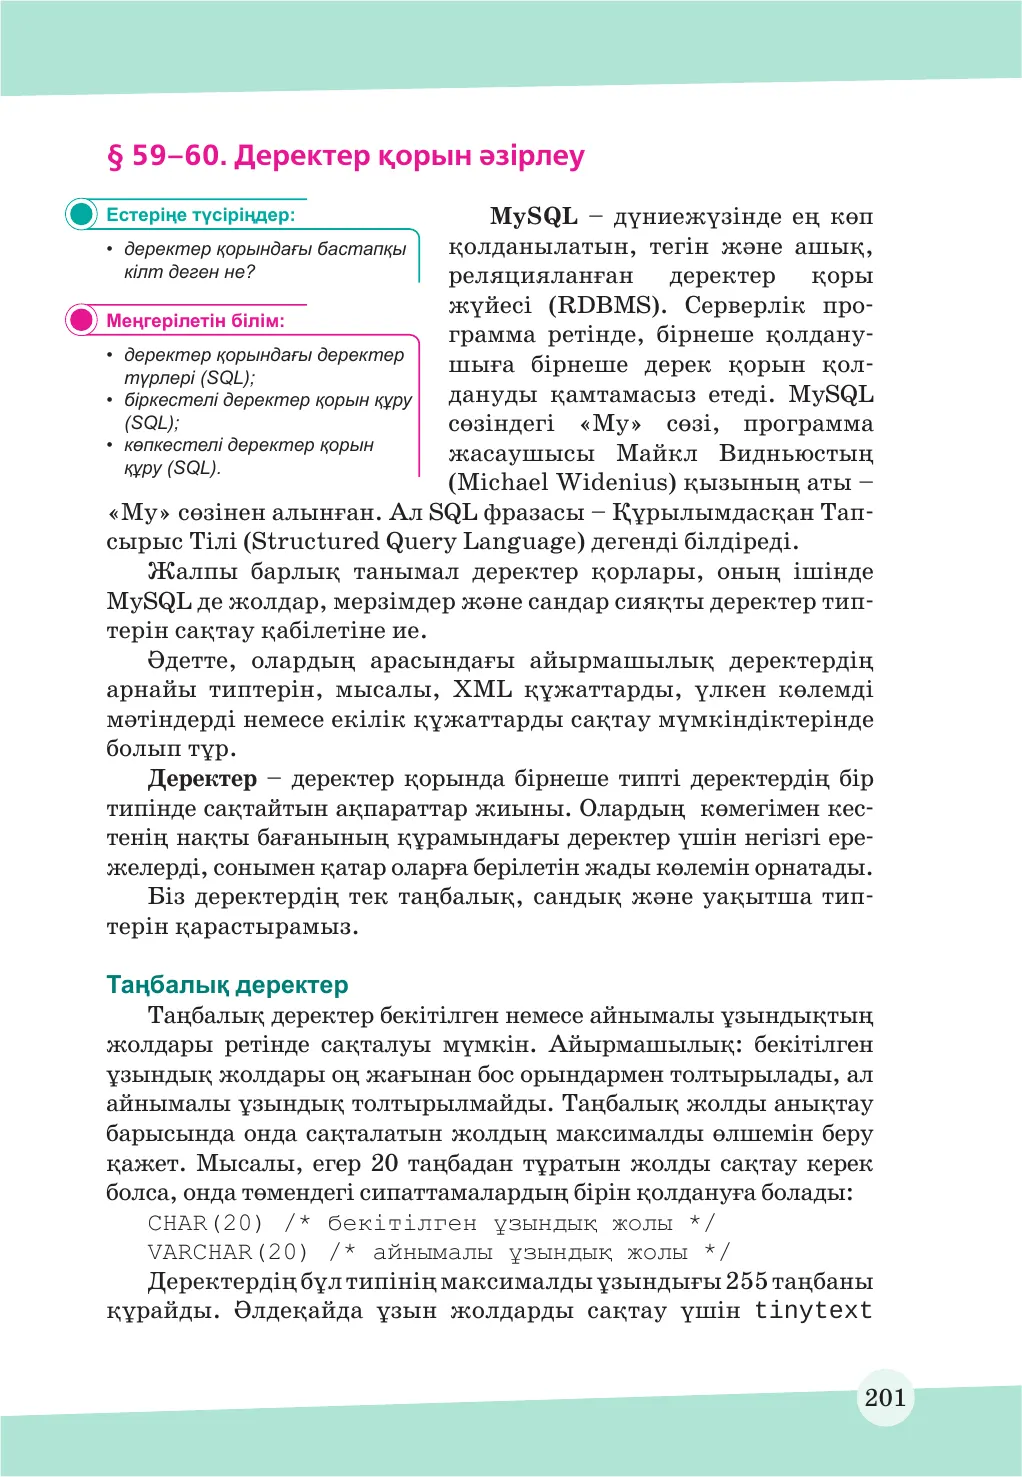 § 59–60. Деректер қорын әзірлеу
Естеріңе түсіріңдер:
• деректер қорындағы бастапқы
кілт деген не?
Меңгерілетін білім:
• деректер қорындағы деректер
түрлері (SQL);
• біркестелі деректер қорын құру
(SQL);
• көпкестелі деректер қорын
құру (SQL).
MySQL – дүниежүзінде ең көп
қолданылатын, тегін және ашық,
реляцияланған деректер қоры
жүйесі (RDBMS). Серверлік про-
грамма ретінде, бірнеше қолдану-
шыға бірнеше дерек қорын қол-
дануды қамтамасыз етеді. MySQL
сөзіндегі «My» сөзі, программа
жасаушысы Майкл Видньюстың
(Michael Widenius) қызының аты –
«My» сөзінен алынған. Ал SQL фразасы – Құрылымдасқан Тап-
сырыс Тілі (Structured Query Language) дегенді білдіреді.
Жалпы барлық танымал деректер қорлары, оның ішінде
MySQL де жолдар, мерзімдер және сандар сияқты деректер тип-
терін сақтау қабілетіне ие.
Әдетте, олардың арасындағы айырмашылық деректердің
арнайы типтерін, мысалы, XML құжаттарды, үлкен көлемді
мәтіндерді немесе екілік құжаттарды сақтау мүмкіндіктерінде
болып тұр.
Деректер – деректер қорында бірнеше типті деректердің бір
типінде сақтайтын ақпараттар жиыны. Олардың көмегімен кес-
тенің нақты бағанының құрамындағы деректер үшін негізгі ере-
желерді, сонымен қатар оларға берілетін жады көлемін орнатады.
Біз деректердің тек таңбалық, сандық және уақытша тип-
терін қарастырамыз.
Таңбалық деректер
Таңбалық деректер бекітілген немесе айнымалы ұзындықтың
жолдары ретінде сақталуы мүмкін. Айырмашылық: бекітілген
ұзындық жолдары оң жағынан бос орындармен толтырылады, ал
айнымалы ұзындық толтырылмайды. Таңбалық жолды анықтау
барысында онда сақталатын жолдың максималды өлшемін беру
қажет. Мысалы, егер 20 таңбадан тұратын жолды сақтау керек
болса, онда төмендегі сипаттамалардың бірін қолдануға болады:
CHAR(20) /* бекітілген ұзындық жолы */
VARCHAR(20) /* айнымалы ұзындық жолы */
Деректердің бұл типінің максималды ұзындығы 255 таңбаны
құрайды. Әлдеқайда ұзын жолдарды сақтау үшін tinytext
201